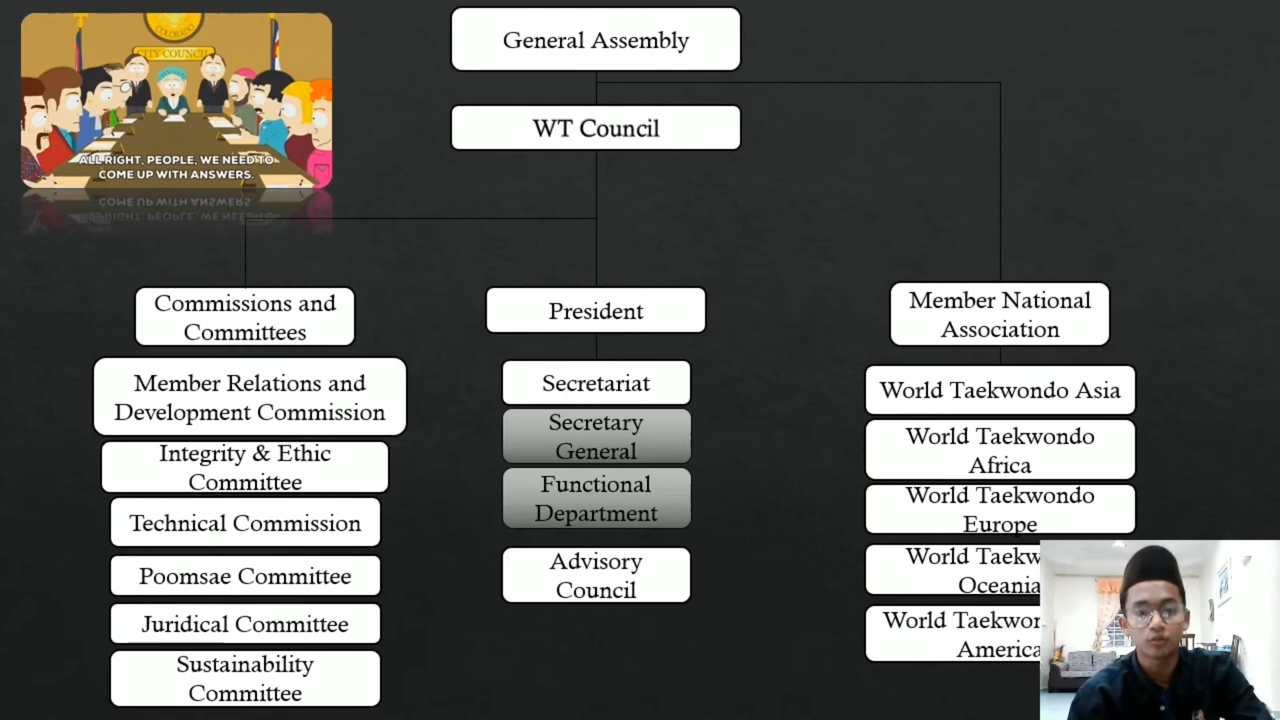 COLORADO
CITY COUNCIL
ALL RIGHT, PEOPLE, WE NEED TO
COME UP WITH ANSWERS.
General Assembly
WT Council
Commissions and
Committees
Member Relations and
Development Commission
Integrity & Ethic
Committee
Technical Commission
Poomsae Committee
Juridical Committee
Sustainability
Committee
President
Secretariat
Secretary
General
Functional
Department
Advisory
Council
Member National
Association
World Taekwondo Asia
World Taekwondo
Africa
World Taekwondo
Europe
World
Oceania
World
America